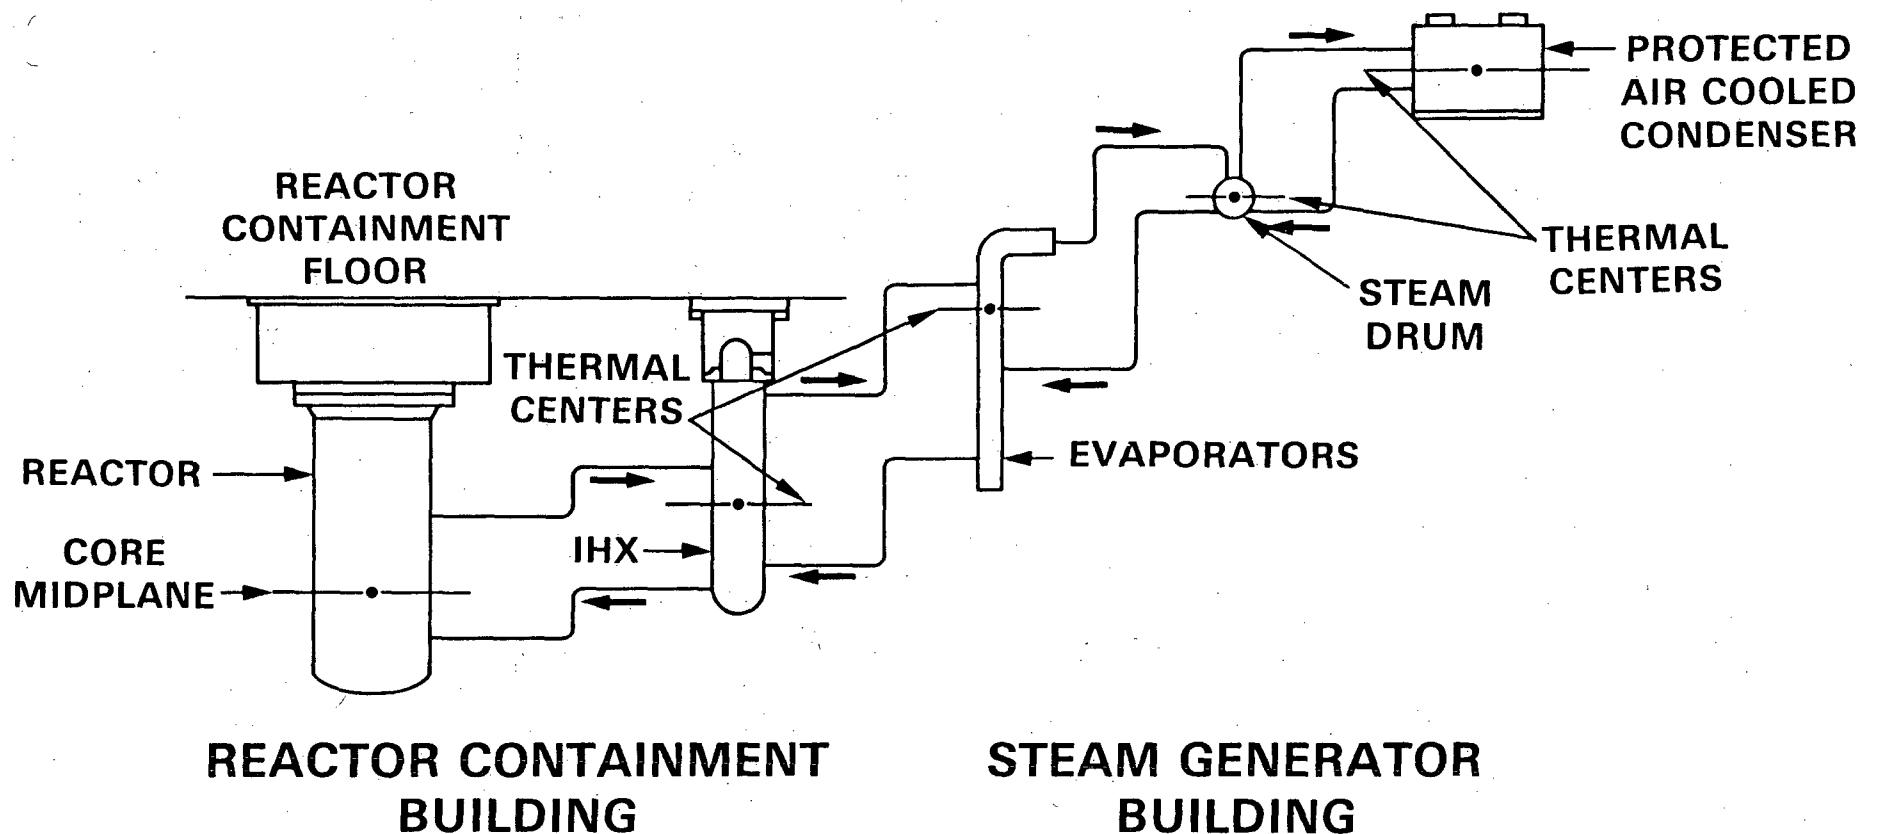 PROTECTED
AIR COOLED
CONDENSER
REACTOR
CONTAINMENT
FLOOR
THERMAL
CENTERS
STEAM
DRUM
THERMAL
CENTERS
REACTOR
EVAPORATORS
IHX
CORE
MIDPLANE
REACTOR CONTAINMENT
BUILDING
STEAM GENERATOR
BUILDING